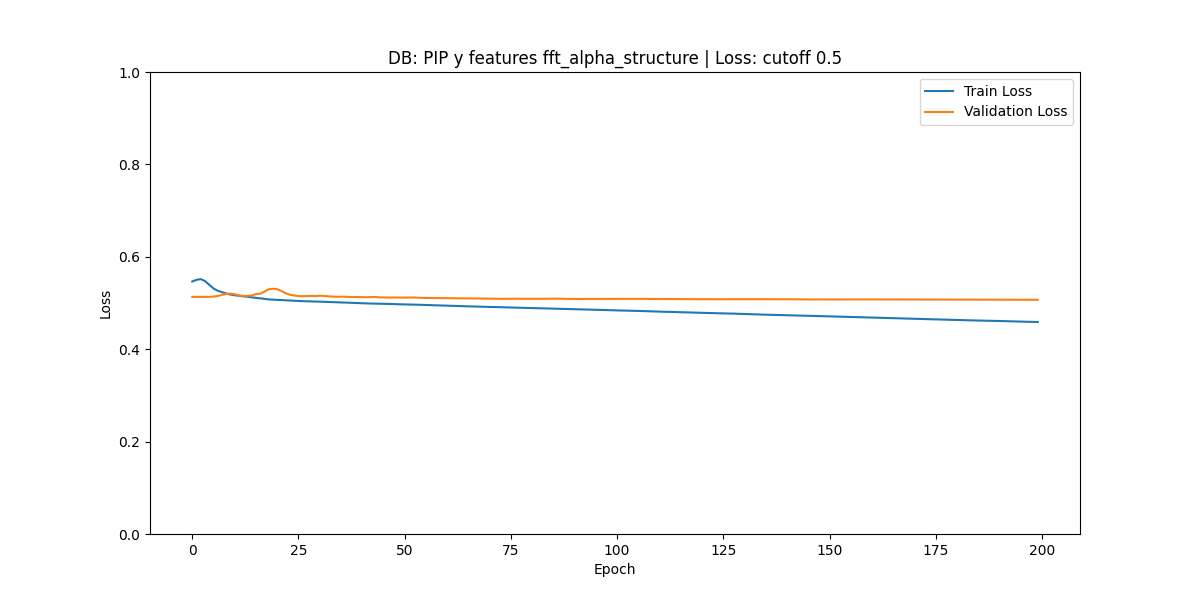 DB: PIP y features fft_alpha_structure | Loss: cutoff 0.5
Train Loss
Validation Loss
1.0
0.8
0.6
0.4
0.2
0.0
Loss
0 25 50 75 100 125 150 175 200
Epoch